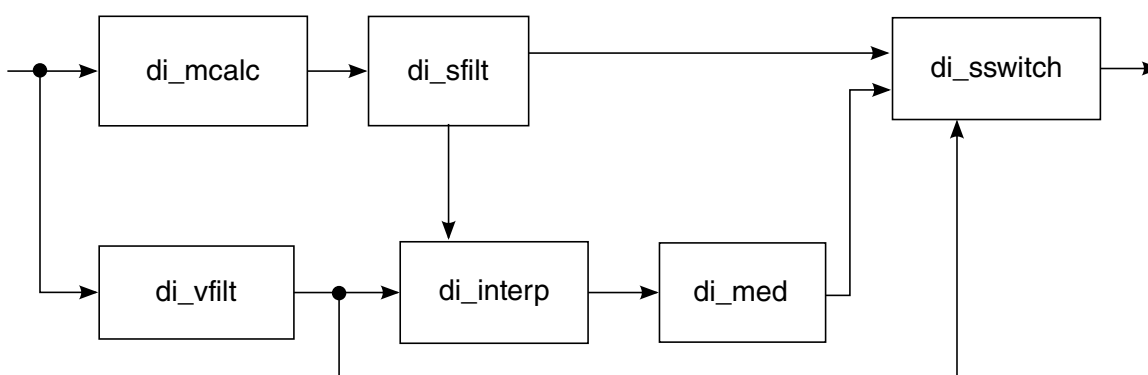 di_mcalc
di_sfilt
di_sswitch
di_vfilt
di_interp
di_med